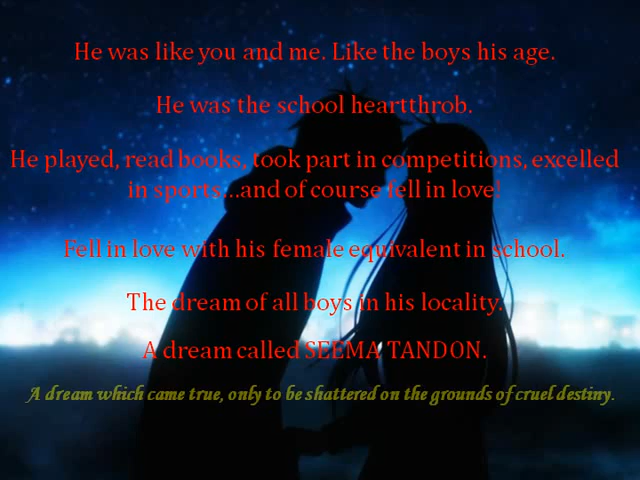 He was like you and me. Like the boys his age.
He was the school heartthrob.
He played, read books, took part in competitions, excelled
in sports...and of course fell in love!
Fell in love with his female equivalent in school.
The dream of all boys in his locality.
A dream called SEEMA TANDON.
A dream which came true, only to be shattered on the grounds of cruel destiny.